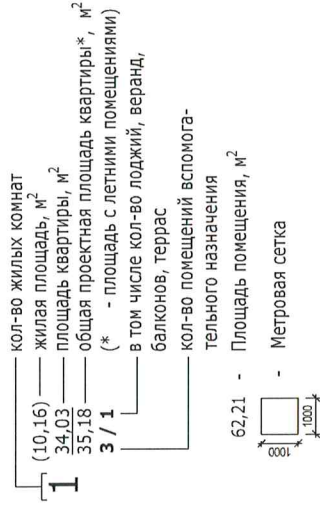 кол-во жилых комнат
(10,16) жилая площадь, м²
1 34,03 площадь квартиры, м²
35,18 общая проектная площадь квартиры*, м²
(* - площадь с летними помещениями)
3 / 1 в том числе кол-во лоджий, веранд,
балконов, террас
кол-во помещений вспомога-
тельного назначения
62,21 - Площадь помещения, м²
1000 - Метровая сетка
1000